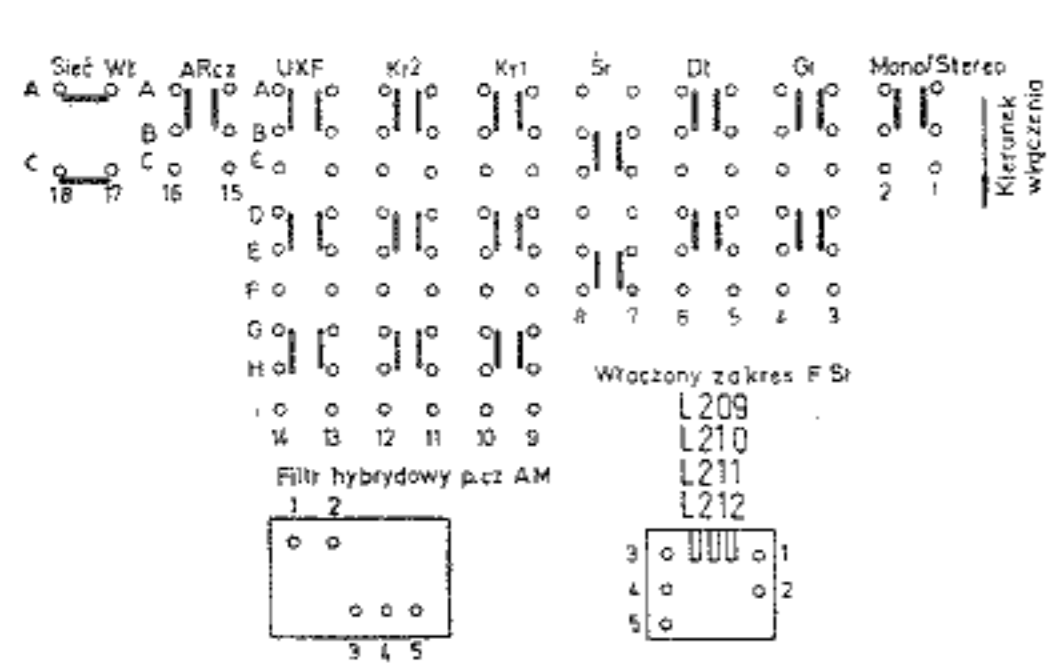 Sieć Wt ARcz UKF Kr2 Kr1 Śr Dł Gr Mono/Stereo
A A A
B B
C C C
18 17 16 15 2 1
Kierunek
włączenia
D
E
F
8 7 6 5 4 3
G
H
I
14 13 12 11 10 9
Włączony zakres F Śr
L209
L210
L211
L212
Filtr hybrydowy p.cz AM
1 2
3 4 5
3 1
4 2
5